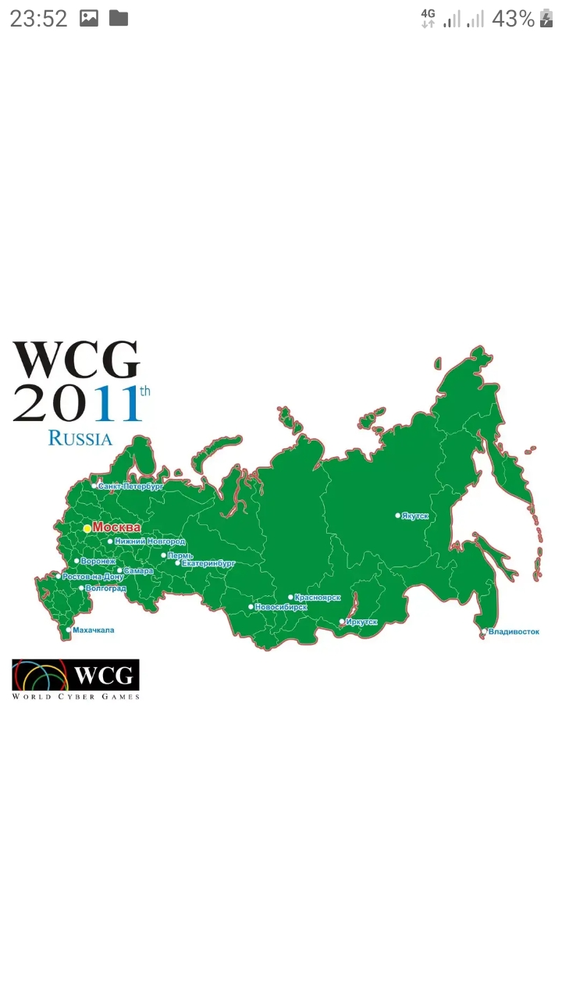 23:52
4G
43%
WCG
2011th
RUSSIA
Санкт-Петербург
Якутск
Москва
Нижний Новгород
Пермь
Воронеж
Екатеринбург
Самара
Ростов-на-Дону
Волгоград
Красноярск
Новосибирск
Иркутск
Махачкала
Владивосток
WCG
WORLD CYBER GAMES